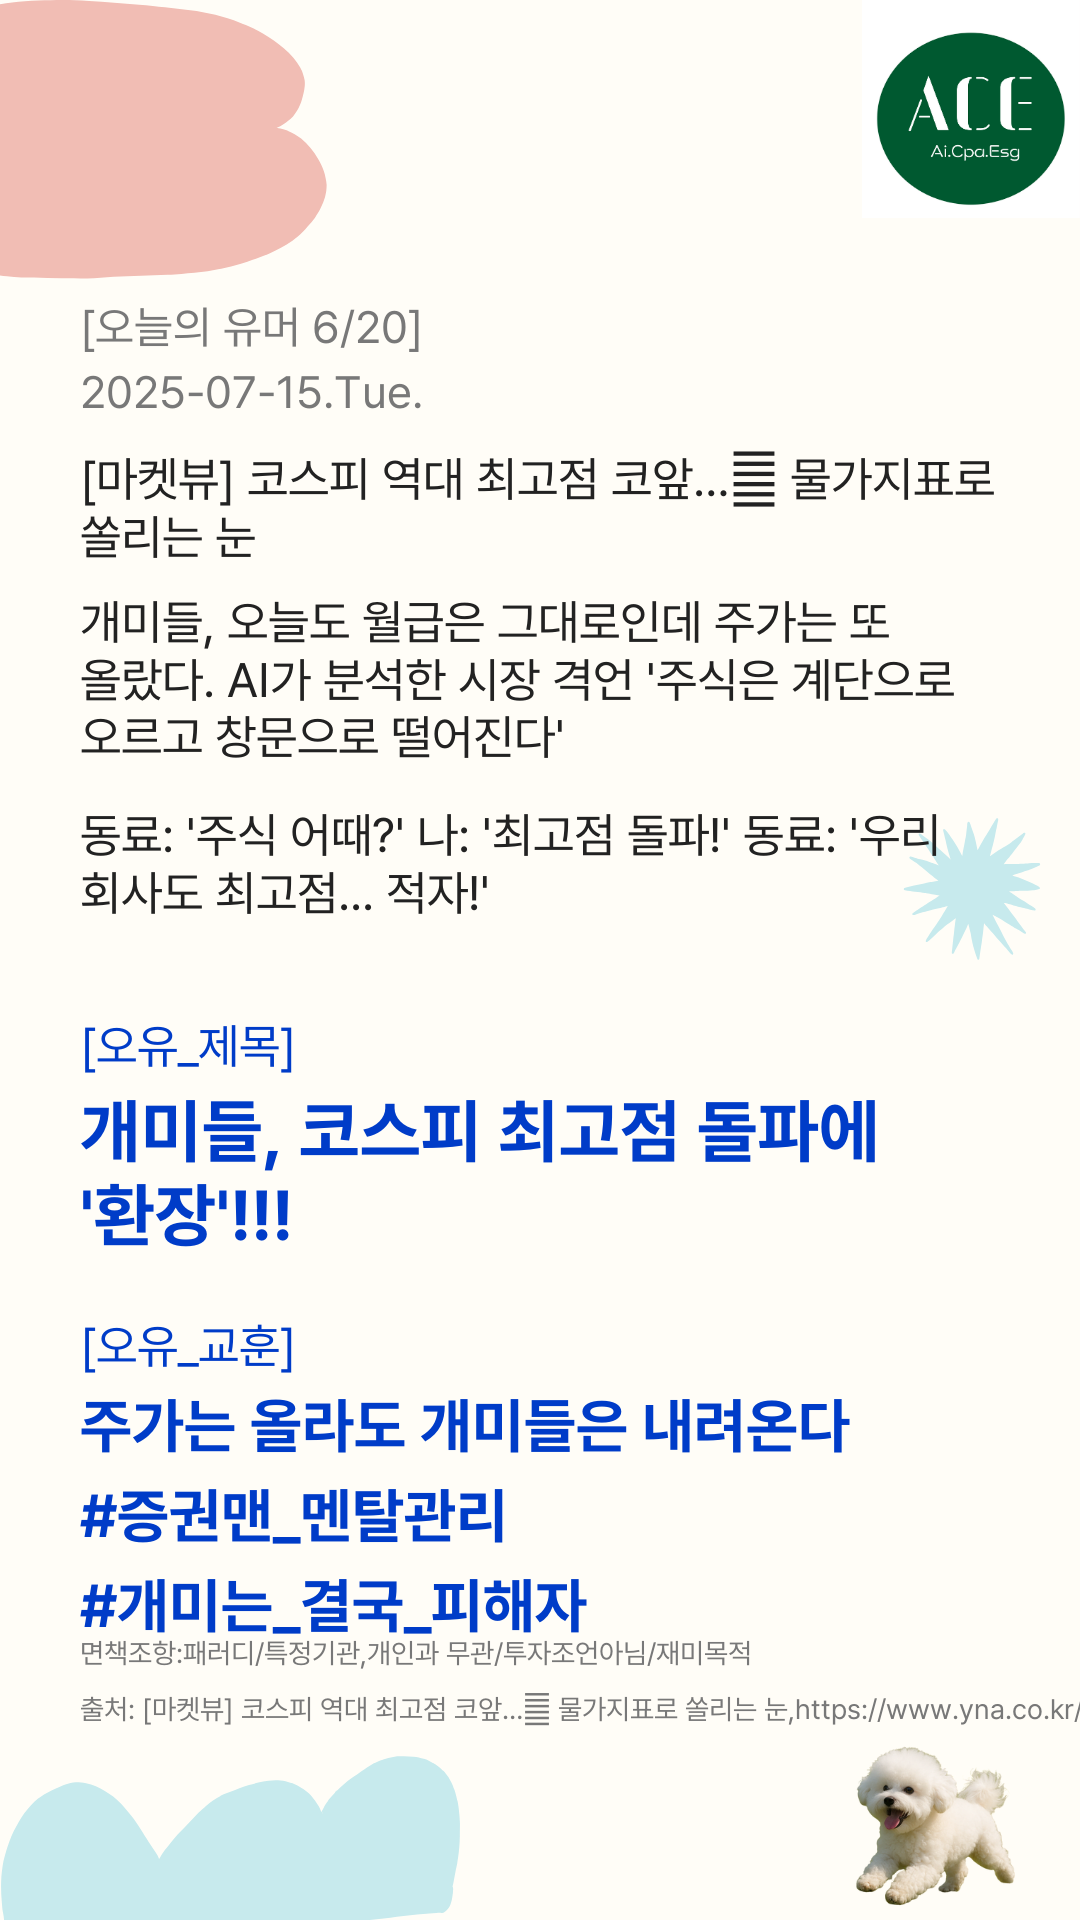 ACE
Ai.Cpa.Esg
[오늘의 유머 6/20]
2025-07-15.Tue.
[마켓뷰] 코스피 역대 최고점 코앞... 물가지표로
쏠리는 눈
개미들, 오늘도 월급은 그대로인데 주가는 또
올랐다. AI가 분석한 시장 격언 '주식은 계단으로
오르고 창문으로 떨어진다'
동료: '주식 어때?' 나: '최고점 돌파!' 동료: '우리
회사도 최고점... 적자!'
[오유_제목]
개미들, 코스피 최고점 돌파에
'환장'!!!
[오유_교훈]
주가는 올라도 개미들은 내려온다
#증권맨_멘탈관리
#개미는_결국_피해자
면책조항:패러디/특정기관,개인과 무관/투자조언아님/재미목적
출처: [마켓뷰] 코스피 역대 최고점 코앞... 물가지표로 쏠리는 눈,https://www.yna.co.kr/